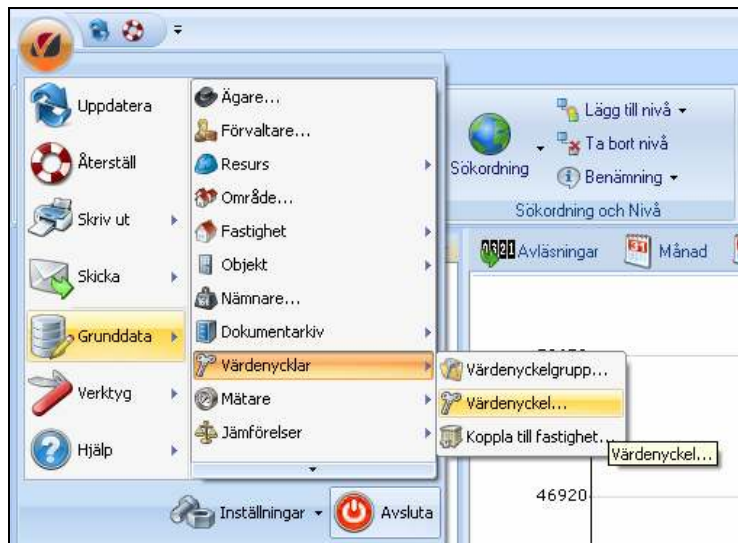 Uppdatera
Återställ
Skriv ut
Skicka
Grunddata
Verktyg
Hjälp
Ägare...
Förvaltare...
Resurs
Område...
Fastighet
Objekt
Nämnare...
Dokumentarkiv
Värdenycklar
Mätare
Jämförelser
Värdenyckelgrupp...
Värdenyckel...
Koppla till fastighet...
Värdenyckel...
Inställningar
Avsluta
Sökordning
Lägg till nivå
Ta bort nivå
Benämning
Sökordning och Nivå
Avläsningar
Månad
46920